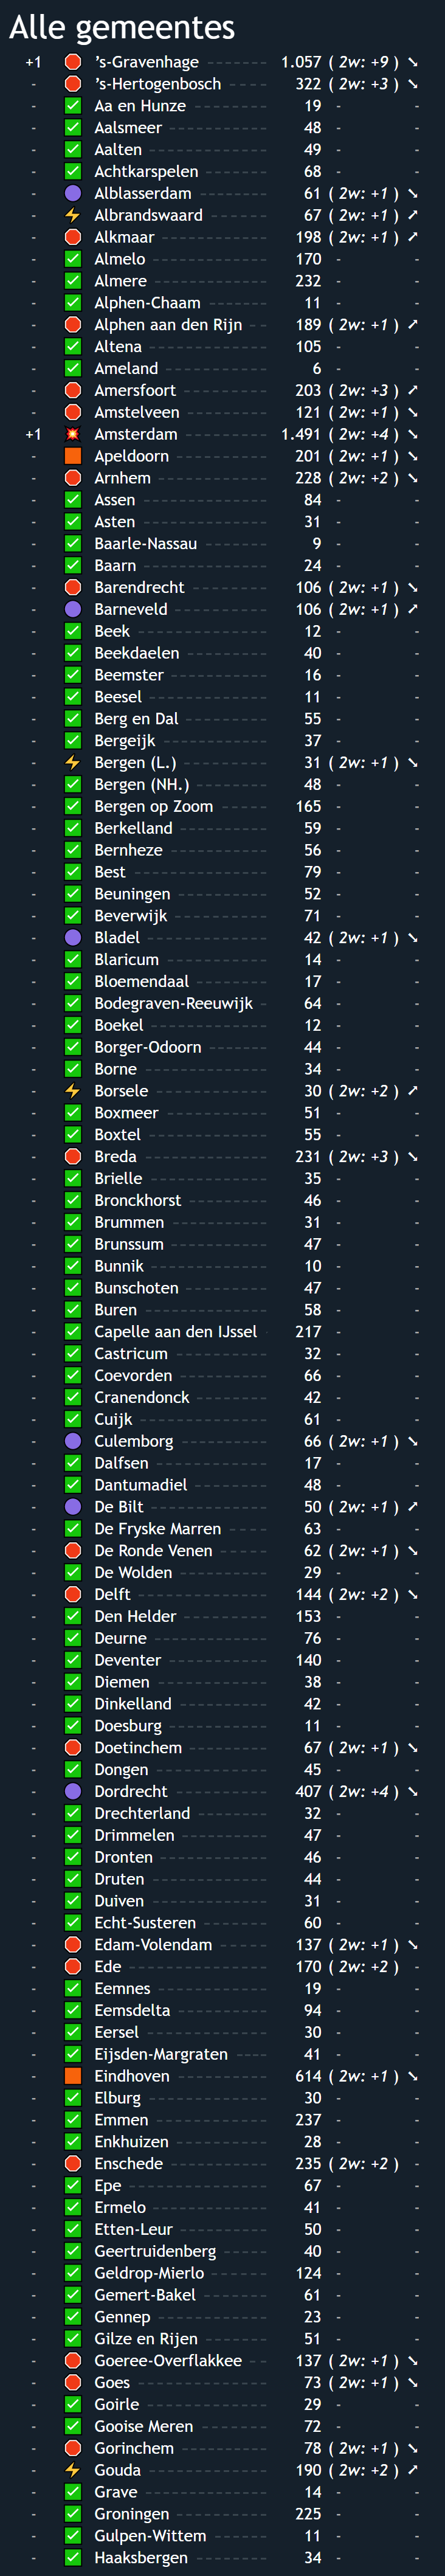 Alle gemeentes
+1 's-Gravenhage 1.057 ( 2w: +9 ) ↘
- 's-Hertogenbosch 322 ( 2w: +3 ) ↘
- Aa en Hunze 19 - -
- Aalsmeer 48 - -
- Aalten 49 - -
- Achtkarspelen 68 - -
- Alblasserdam 61 ( 2w: +1 ) ↘
- Albrandswaard 67 ( 2w: +1 ) ↗
- Alkmaar 198 ( 2w: +1 ) ↗
- Almelo 170 - -
- Almere 232 - -
- Alphen-Chaam 11 - -
- Alphen aan den Rijn 189 ( 2w: +1 ) ↗
- Altena 105 - -
- Ameland 6 - -
- Amersfoort 203 ( 2w: +3 ) ↗
- Amstelveen 121 ( 2w: +1 ) ↘
+1 Amsterdam 1.491 ( 2w: +4 ) ↘
- Apeldoorn 201 ( 2w: +1 ) ↘
- Arnhem 228 ( 2w: +2 ) ↘
- Assen 84 - -
- Asten 31 - -
- Baarle-Nassau 9 - -
- Baarn 24 - -
- Barendrecht 106 ( 2w: +1 ) ↘
- Barneveld 106 ( 2w: +1 ) ↗
- Beek 12 - -
- Beekdaelen 40 - -
- Beemster 16 - -
- Beesel 11 - -
- Berg en Dal 55 - -
- Bergeijk 37 - -
- Bergen (L.) 31 ( 2w: +1 ) ↘
- Bergen (NH.) 48 - -
- Bergen op Zoom 165 - -
- Berkelland 59 - -
- Bernheze 56 - -
- Best 79 - -
- Beuningen 52 - -
- Beverwijk 71 - -
- Bladel 42 ( 2w: +1 ) ↘
- Blaricum 14 - -
- Bloemendaal 17 - -
- Bodegraven-Reeuwijk 64 - -
- Boekel 12 - -
- Borger-Odoorn 44 - -
- Borne 34 - -
- Borsele 30 ( 2w: +2 ) ↗
- Boxmeer 51 - -
- Boxtel 55 - -
- Breda 231 ( 2w: +3 ) ↘
- Brielle 35 - -
- Bronckhorst 46 - -
- Brummen 31 - -
- Brunssum 47 - -
- Bunnik 10 - -
- Bunschoten 47 - -
- Buren 58 - -
- Capelle aan den IJssel 217 - -
- Castricum 32 - -
- Coevorden 66 - -
- Cranendonck 42 - -
- Cuijk 61 - -
- Culemborg 66 ( 2w: +1 ) ↘
- Dalfsen 17 - -
- Dantumadiel 48 - -
- De Bilt 50 ( 2w: +1 ) ↗
- De Fryske Marren 63 - -
- De Ronde Venen 62 ( 2w: +1 ) ↘
- De Wolden 29 - -
- Delft 144 ( 2w: +2 ) ↘
- Den Helder 153 - -
- Deurne 76 - -
- Deventer 140 - -
- Diemen 38 - -
- Dinkelland 42 - -
- Doesburg 11 - -
- Doetinchem 67 ( 2w: +1 ) ↘
- Dongen 45 - -
- Dordrecht 407 ( 2w: +4 ) ↘
- Drechterland 32 - -
- Drimmelen 47 - -
- Dronten 46 - -
- Druten 44 - -
- Duiven 31 - -
- Echt-Susteren 60 - -
- Edam-Volendam 137 ( 2w: +1 ) ↘
- Ede 170 ( 2w: +2 ) -
- Eemnes 19 - -
- Eemsdelta 94 - -
- Eersel 30 - -
- Eijsden-Margraten 41 - -
- Eindhoven 614 ( 2w: +1 ) ↘
- Elburg 30 - -
- Emmen 237 - -
- Enkhuizen 28 - -
- Enschede 235 ( 2w: +2 ) -
- Epe 67 - -
- Ermelo 41 - -
- Etten-Leur 50 - -
- Geertruidenberg 40 - -
- Geldrop-Mierlo 124 - -
- Gemert-Bakel 61 - -
- Gennep 23 - -
- Gilze en Rijen 51 - -
- Goeree-Overflakkee 137 ( 2w: +1 ) ↘
- Goes 73 ( 2w: +1 ) ↘
- Goirle 29 - -
- Gooise Meren 72 - -
- Gorinchem 78 ( 2w: +1 ) ↘
- Gouda 190 ( 2w: +2 ) ↗
- Grave 14 - -
- Groningen 225 - -
- Gulpen-Wittem 11 - -
- Haaksbergen 34 - -